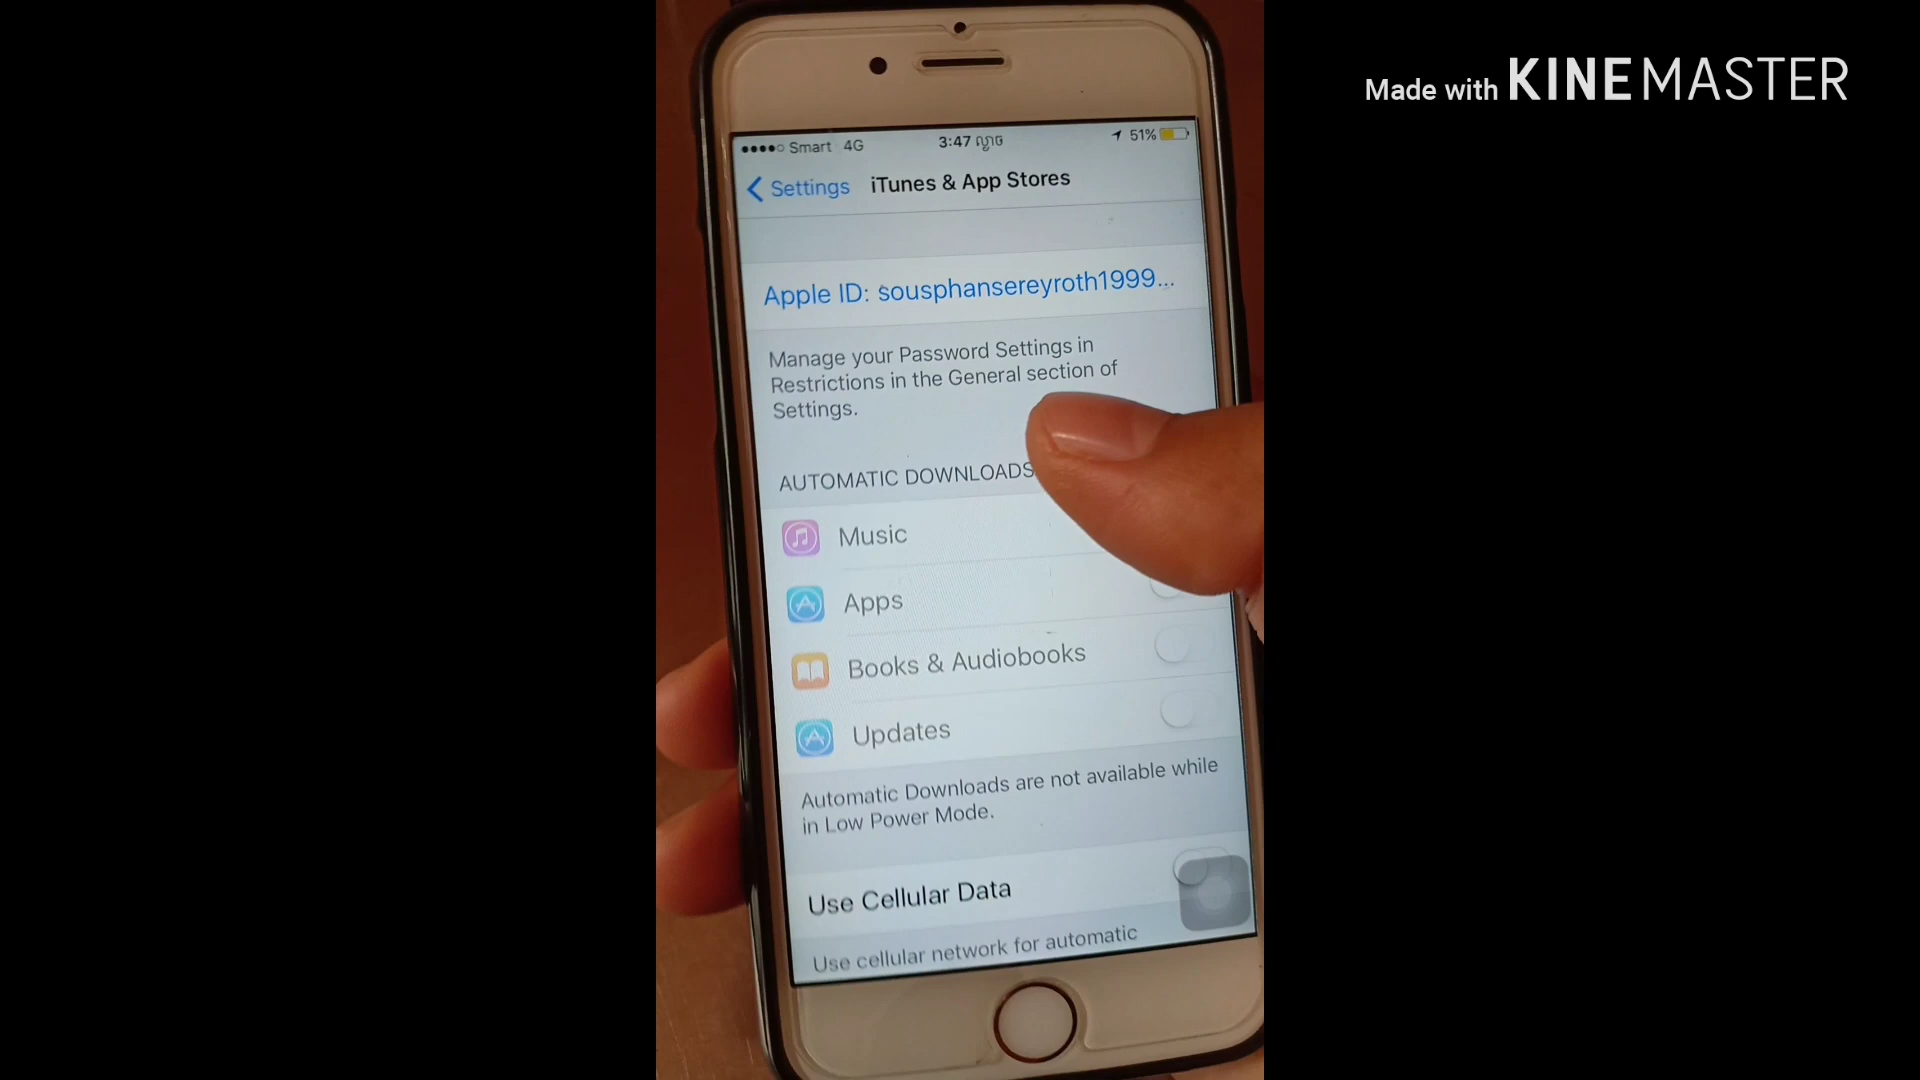 Made with KINEMASTER
Smart 4G 3:47 ល្ងាច 51%
Settings iTunes & App Stores
Apple ID: sousphansereyroth1999...
Manage your Password Settings in
Restrictions in the General section of
Settings.
AUTOMATIC DOWNLOADS
Music
Apps
Books & Audiobooks
Updates
Automatic Downloads are not available while
in Low Power Mode.
Use Cellular Data
Use cellular network for automatic